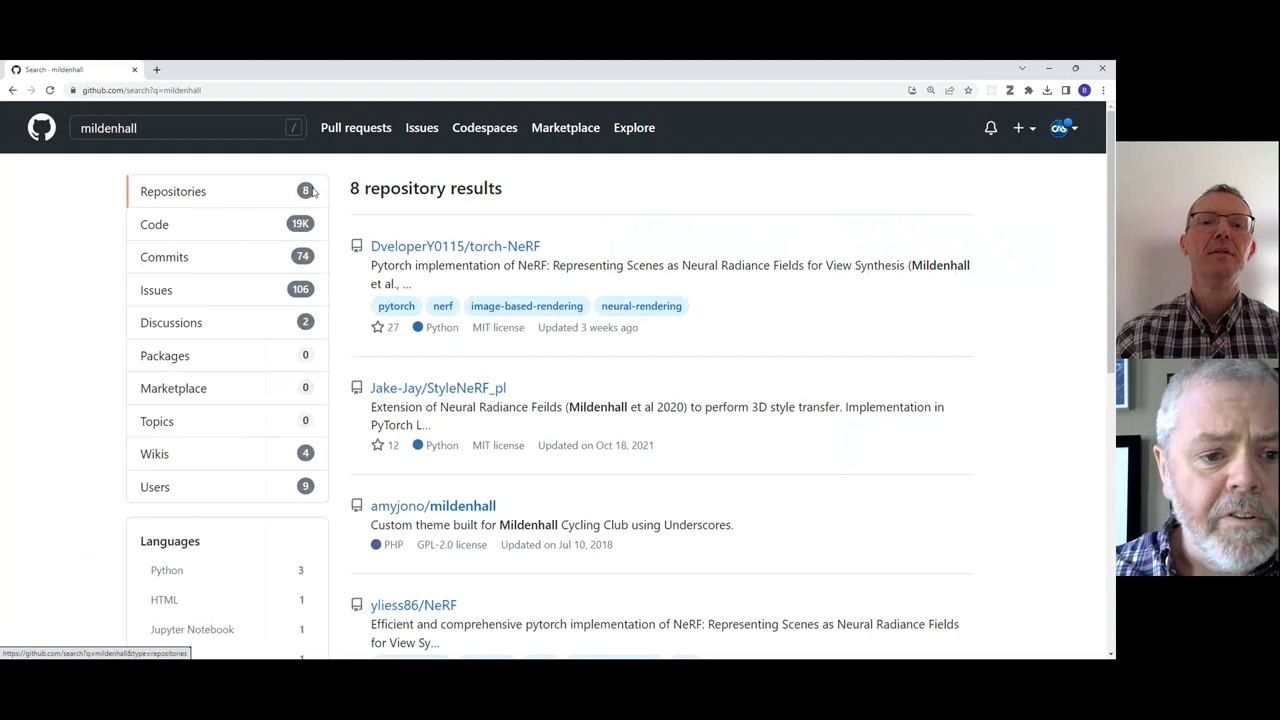 Search · mildenhall
github.com/search?q=mildenhall
Z
B
mildenhall
/
Pull requests
Issues
Codespaces
Marketplace
Explore
Repositories 8
Code 19K
Commits 74
Issues 106
Discussions 2
Packages 0
Marketplace 0
Topics 0
Wikis 4
Users 9
Languages
Python 3
HTML 1
Jupyter Notebook 1
8 repository results
DveloperY0115/torch-NeRF
Pytorch implementation of NeRF: Representing Scenes as Neural Radiance Fields for View Synthesis (Mildenhall
et al., ...
pytorch nerf image-based-rendering neural-rendering
27 Python MIT license Updated 3 weeks ago
Jake-Jay/StyleNeRF_pl
Extension of Neural Radiance Feilds (Mildenhall et al 2020) to perform 3D style transfer. Implementation in
PyTorch L...
12 Python MIT license Updated on Oct 18, 2021
amyjono/mildenhall
Custom theme built for Mildenhall Cycling Club using Underscores.
PHP GPL-2.0 license Updated on Jul 10, 2018
yliess86/NeRF
Efficient and comprehensive pytorch implementation of NeRF: Representing Scenes as Neural Radiance Fields
for View Sy...
https://github.com/search?q=mildenhall&type=repositories